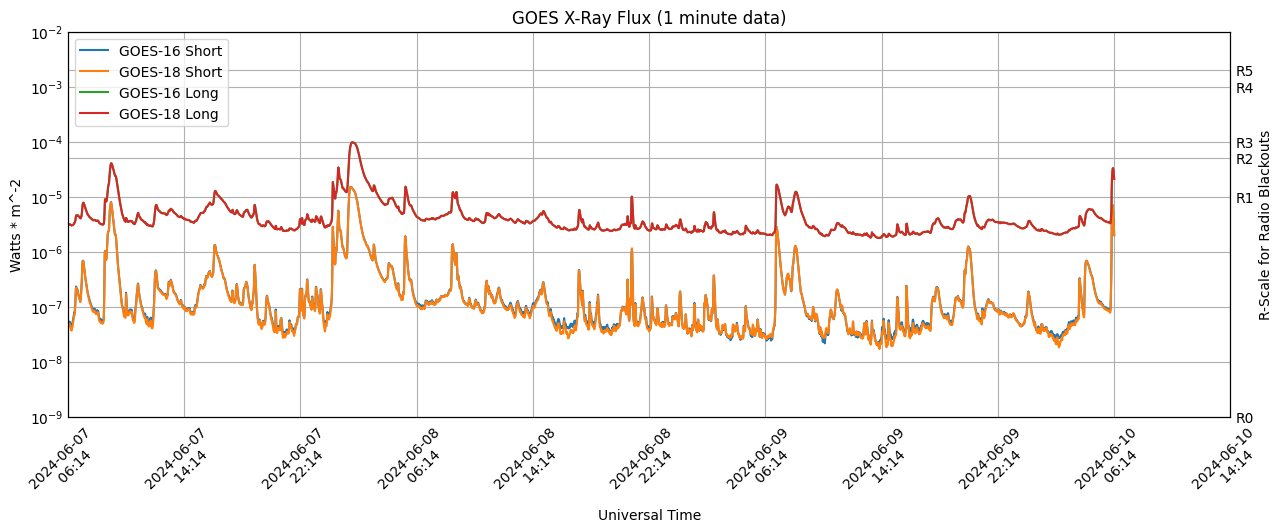 GOES X-Ray Flux (1 minute data)
GOES-16 Short
GOES-18 Short
GOES-16 Long
GOES-18 Long
Watts * m^-2
10^-2
10^-3
10^-4
10^-5
10^-6
10^-7
10^-8
10^-9
R5
R4
R3
R2
R1
R0
R-Scale for Radio Blackouts
2024-06-07
06:14
2024-06-07
14:14
2024-06-07
22:14
2024-06-08
06:14
2024-06-08
14:14
2024-06-08
22:14
2024-06-09
06:14
2024-06-09
14:14
2024-06-09
22:14
2024-06-10
06:14
2024-06-10
14:14
Universal Time